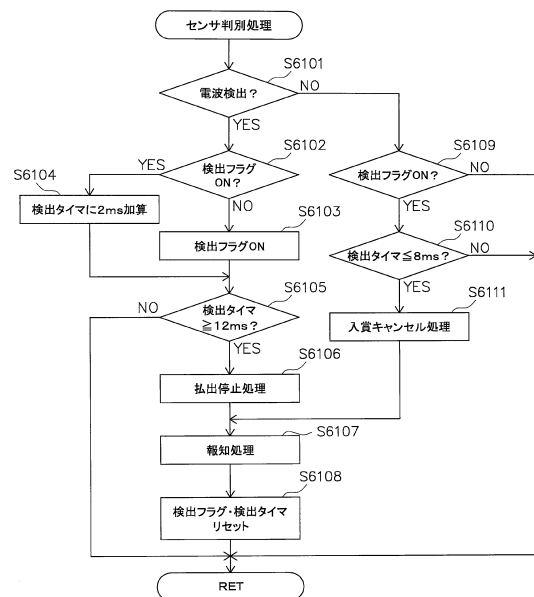 センサ判別処理
S6101
電波検出?
NO
YES
S6102
検出フラグ
ON?
YES
NO
S6104
検出タイマに2ms加算
S6103
検出フラグON
S6109
検出フラグON?
NO
YES
S6110
検出タイマ≦8ms?
NO
YES
S6105
検出タイマ
≧12ms?
NO
YES
S6111
入賞キャンセル処理
S6106
払出停止処理
S6107
報知処理
S6108
検出フラグ・検出タイマ
リセット
RET